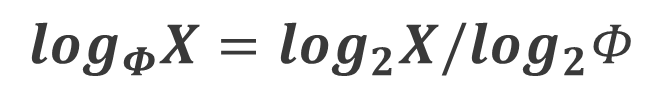 log_Φ X = log_2 X / log_2 Φ